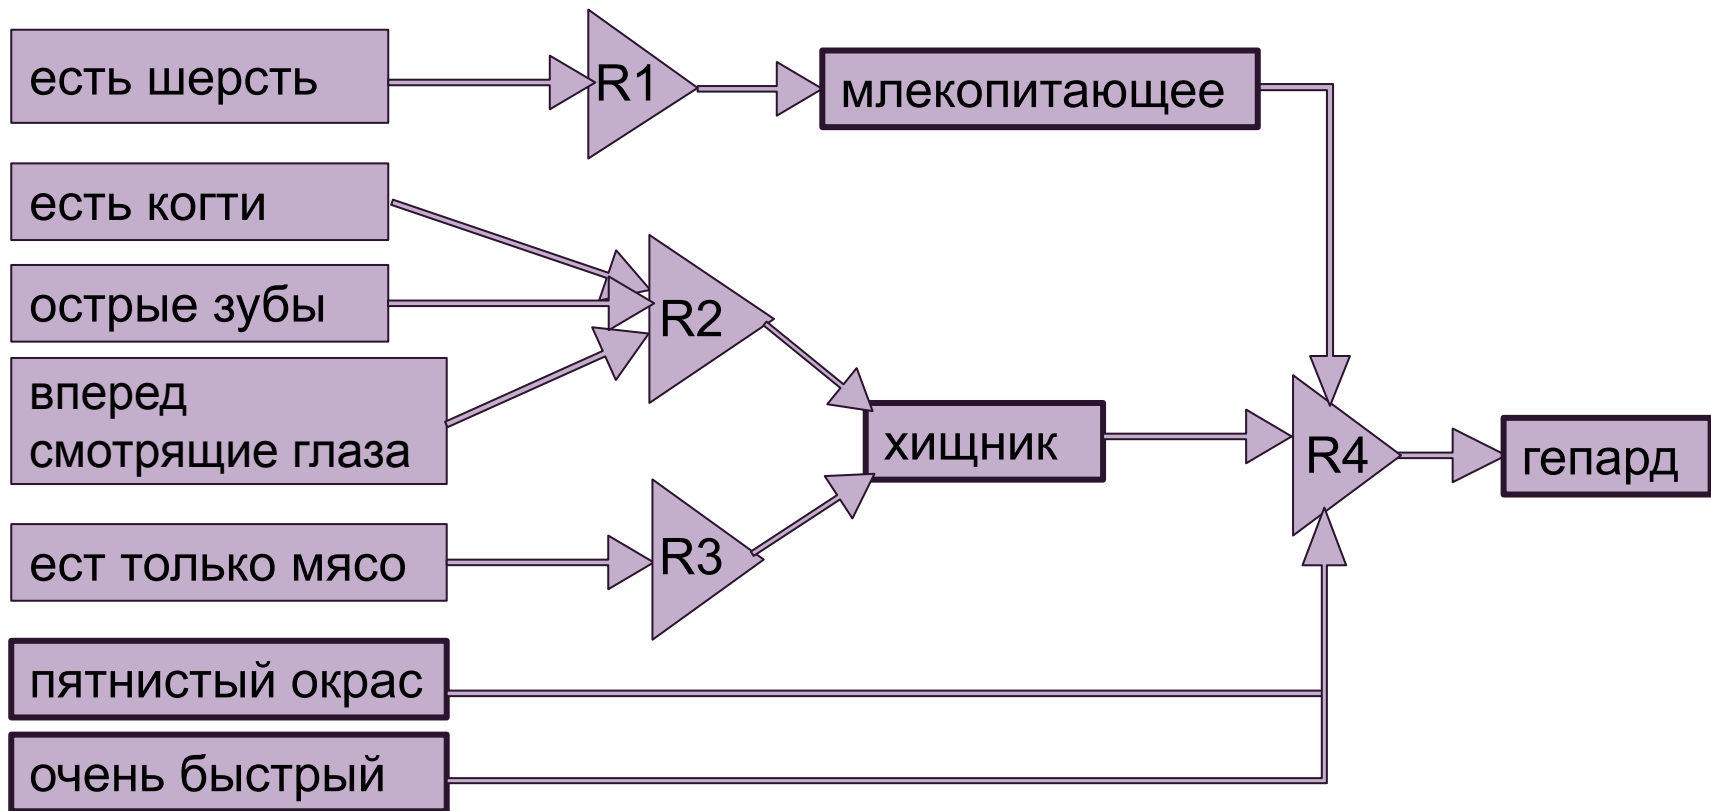 есть шерсть
R1
млекопитающее
есть когти
острые зубы
R2
вперед
смотрящие глаза
хищник
R4
гепард
ест только мясо
R3
пятнистый окрас
очень быстрый